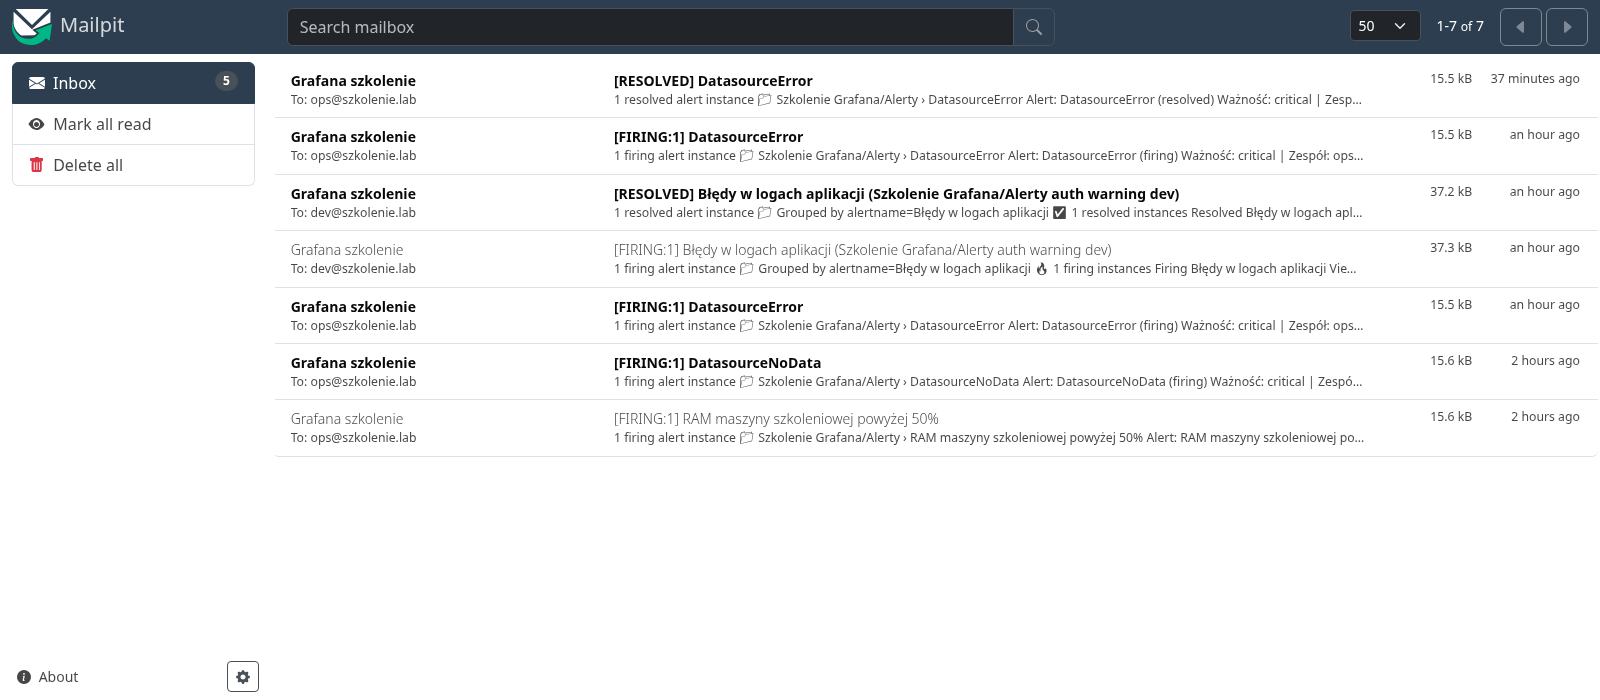 Mailpit
Search mailbox
50
1-7 of 7
Inbox 5
Mark all read
Delete all
Grafana szkolenie
To: ops@szkolenie.lab
[RESOLVED] DatasourceError
1 resolved alert instance 📁 Szkolenie Grafana/Alerty › DatasourceError Alert: DatasourceError (resolved) Ważność: critical | Zesp...
15.5 kB 37 minutes ago
Grafana szkolenie
To: ops@szkolenie.lab
[FIRING:1] DatasourceError
1 firing alert instance 📁 Szkolenie Grafana/Alerty › DatasourceError Alert: DatasourceError (firing) Ważność: critical | Zespół: ops...
15.5 kB an hour ago
Grafana szkolenie
To: dev@szkolenie.lab
[RESOLVED] Błędy w logach aplikacji (Szkolenie Grafana/Alerty auth warning dev)
1 resolved alert instance 📁 Grouped by alertname=Błędy w logach aplikacji ☑ 1 resolved instances Resolved Błędy w logach apl...
37.2 kB an hour ago
Grafana szkolenie
To: dev@szkolenie.lab
[FIRING:1] Błędy w logach aplikacji (Szkolenie Grafana/Alerty auth warning dev)
1 firing alert instance 📁 Grouped by alertname=Błędy w logach aplikacji 🔥 1 firing instances Firing Błędy w logach aplikacji Vie...
37.3 kB an hour ago
Grafana szkolenie
To: ops@szkolenie.lab
[FIRING:1] DatasourceError
1 firing alert instance 📁 Szkolenie Grafana/Alerty › DatasourceError Alert: DatasourceError (firing) Ważność: critical | Zespół: ops...
15.5 kB an hour ago
Grafana szkolenie
To: ops@szkolenie.lab
[FIRING:1] DatasourceNoData
1 firing alert instance 📁 Szkolenie Grafana/Alerty › DatasourceNoData Alert: DatasourceNoData (firing) Ważność: critical | Zespó...
15.6 kB 2 hours ago
Grafana szkolenie
To: ops@szkolenie.lab
[FIRING:1] RAM maszyny szkoleniowej powyżej 50%
1 firing alert instance 📁 Szkolenie Grafana/Alerty › RAM maszyny szkoleniowej powyżej 50% Alert: RAM maszyny szkoleniowej po...
15.6 kB 2 hours ago
About